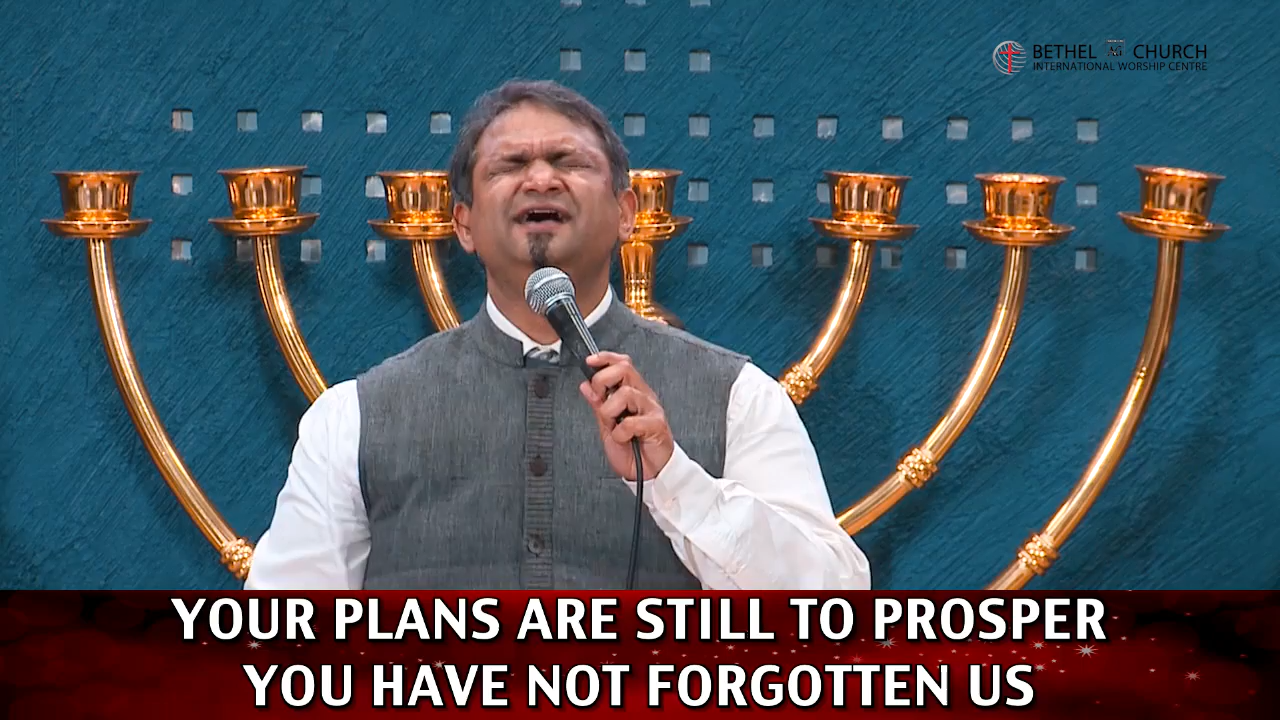 BETHEL AG CHURCH
INTERNATIONAL WORSHIP CENTRE
YOUR PLANS ARE STILL TO PROSPER
YOU HAVE NOT FORGOTTEN US